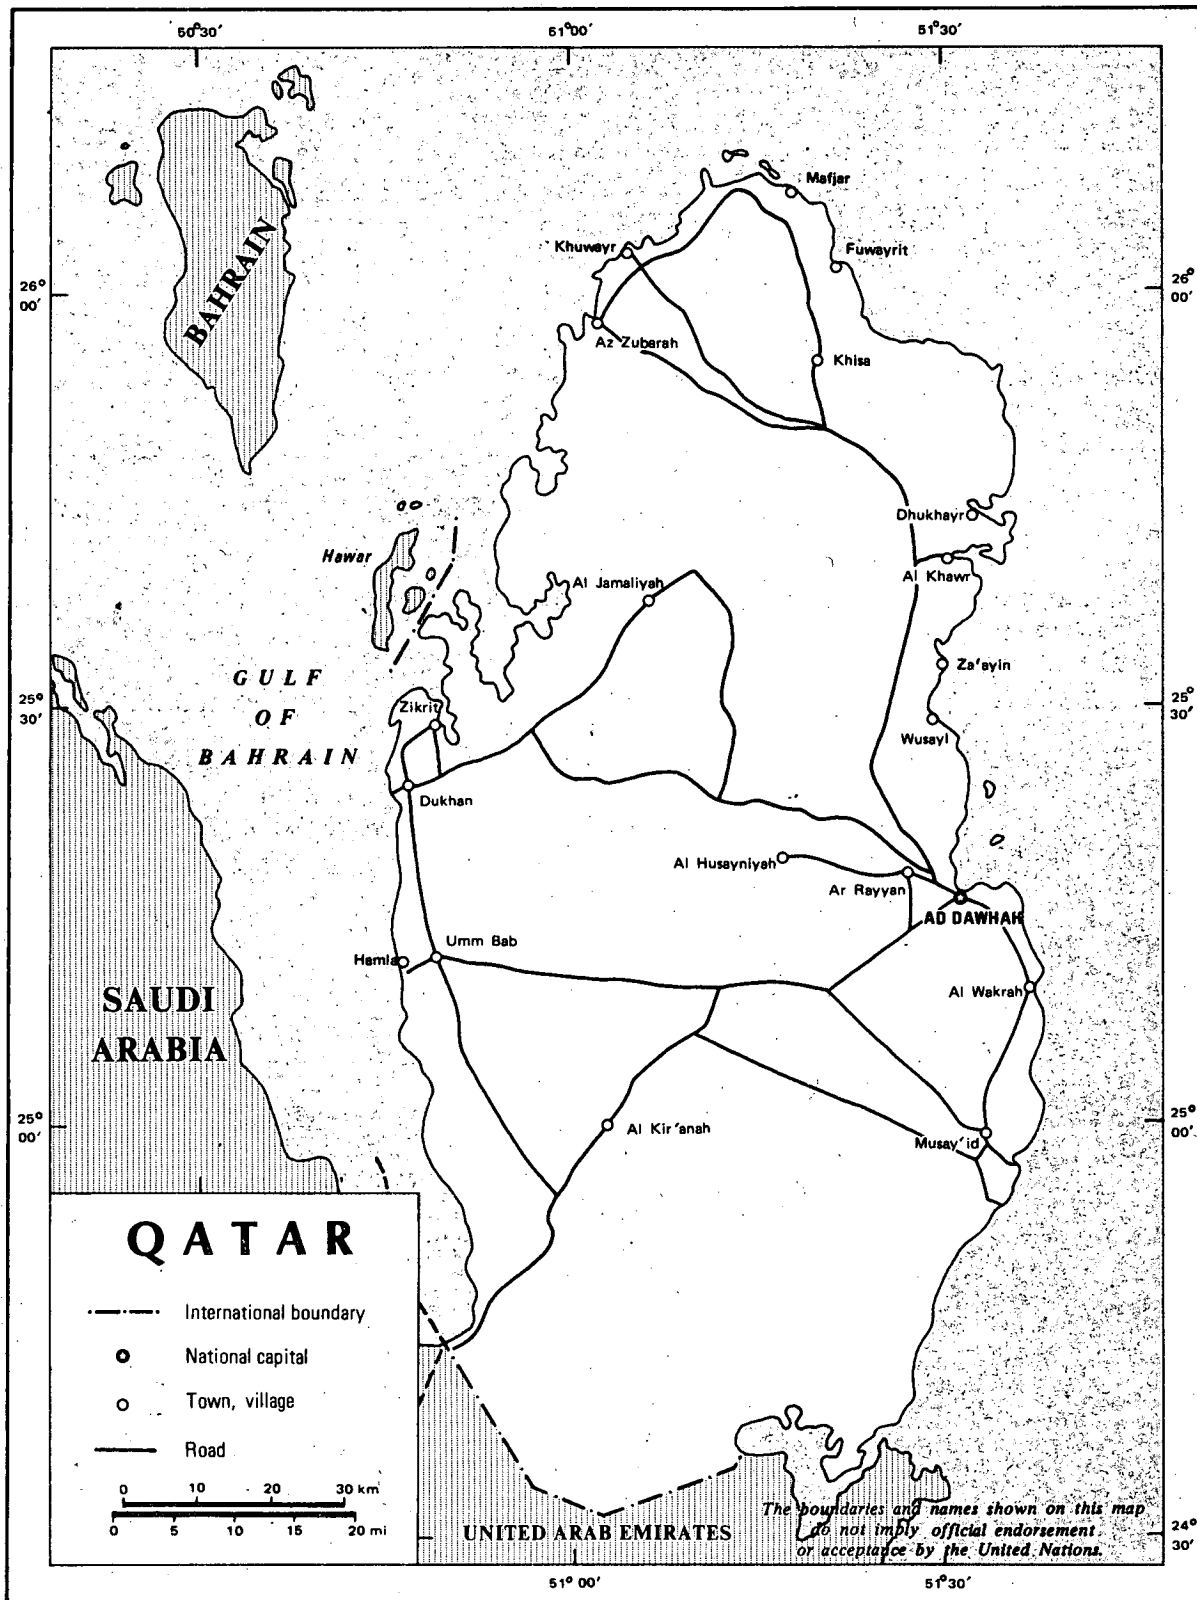 50°30'
51°00'
51°30'
Mafjar
BAHRAIN
Khuwayr
Fuwayrit
26°
00'
26°
00'
Az Zubarah
Khisa
Dhukhayr
Hawar
Al Jamaliyah
Al Khawr
Za'ayin
GULF
OF
BAHRAIN
25°
30'
Zikrit
25°
30'
Wusayl
Dukhan
Al Husayniyah
Ar Rayyan
AD DAWHAH
Umm Bab
Hamla
Al Wakrah
SAUDI
ARABIA
25°
00'
25°
00'
Al Kir'anah
Musay'id
QATAR
International boundary
National capital
Town, village
Road
0 10 20 30 km
0 5 10 15 20 mi
UNITED ARAB EMIRATES
The boundaries and names shown on this map
do not imply official endorsement
or acceptance by the United Nations.
24°
30'
51°00'
51°30'